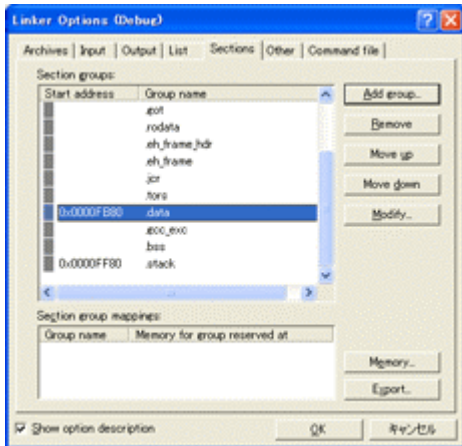 Linker Options (Debug)
Archives Input Output List Sections Other Command file
Section groups:
Start address Group name
.got
.rodata
.eh_frame_hdr
.eh_frame
.jcr
.tors
0x0000FB80 .data
.gcc_exc
.bss
0x0000FF80 .stack
Add group...
Remove
Move up
Move down
Modify...
Section group mappings:
Group name Memory for group reserved at
Memory...
Export...
Show option description
OK キャンセル